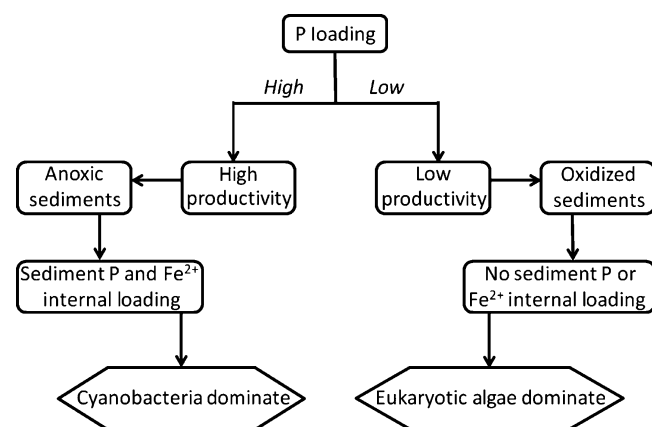 P loading
High
Low
Anoxic
sediments
High
productivity
Low
productivity
Oxidized
sediments
Sediment P and Fe²⁺
internal loading
No sediment P or
Fe²⁺ internal loading
Cyanobacteria dominate
Eukaryotic algae dominate